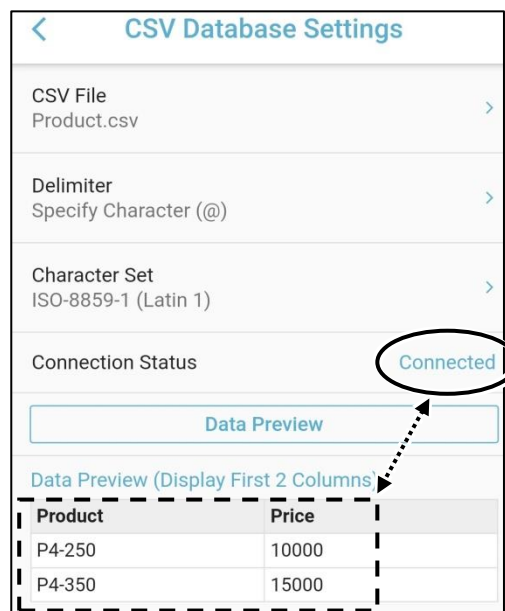 CSV Database Settings
CSV File
Product.csv
Delimiter
Specify Character (@)
Character Set
ISO-8859-1 (Latin 1)
Connection Status Connected
Data Preview
Data Preview (Display First 2 Columns)
Product Price
P4-250 10000
P4-350 15000